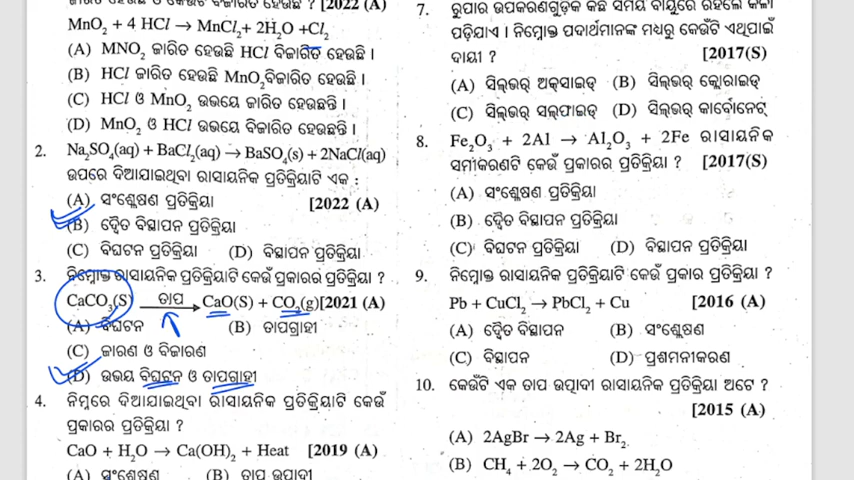 MnO₂ + 4 HCl → MnCl₂ + 2H₂O + Cl₂
(A) MNO₂ ଜାରିତ ହେଉଛି HCl ବିଜାରିତ ହେଉଛି ।
(B) HCl ଜାରିତ ହେଉଛି MnO₂ ବିଜାରିତ ହେଉଛି ।
(C) HCl ଓ MnO₂ ଉଭୟେ ଜାରିତ ହେଉଛନ୍ତି ।
(D) MnO₂ ଓ HCl ଉଭୟେ ବିଜାରିତ ହେଉଛନ୍ତି ।
2. Na₂SO₄(aq) + BaCl₂(aq) → BaSO₄(s) + 2NaCl(aq)
ଉପରେ ଦିଆଯାଇଥିବା ରାସାୟନିକ ପ୍ରତିକ୍ରିୟାଟି ଏକ :
(A) ସଂଶ୍ଲେଷଣ ପ୍ରତିକ୍ରିୟା [2022 (A)
(B) ଦ୍ୱୈତ ବିସ୍ଥାପନ ପ୍ରତିକ୍ରିୟା
(C) ବିଘଟନ ପ୍ରତିକ୍ରିୟା (D) ବିସ୍ଥାପନ ପ୍ରତିକ୍ରିୟା
3. ନିମ୍ନୋକ୍ତ ରାସାୟନିକ ପ୍ରତିକ୍ରିୟାଟି କେଉଁ ପ୍ରକାରର ପ୍ରତିକ୍ରିୟା ?
CaCO₃(S) ତାପ → CaO(S) + CO₂(g)[2021 (A)
(A) ବିଘଟନ (B) ତାପଗ୍ରାହୀ
(C) ଜାରଣ ଓ ବିଜାରଣ
(D) ଉଭୟ ବିଘଟନ ଓ ତାପଗ୍ରାହୀ
4. ନିମ୍ନରେ ଦିଆଯାଇଥିବା ରାସାୟନିକ ପ୍ରତିକ୍ରିୟାଟି କେଉଁ
ପ୍ରକାରର ପ୍ରତିକ୍ରିୟା ?
CaO + H₂O → Ca(OH)₂ + Heat [2019 (A)
(A) ସଂଶ୍ଲେଷଣ (B) ତାପ ଉତ୍ପାଦୀ
7. ରୁପାର ଉପକରଣଗୁଡ଼ିକ କିଛି ସମୟ ବାୟୁରେ ରହିଲେ କଳା
ପଡ଼ିଯାଏ । ନିମ୍ନୋକ୍ତ ପଦାର୍ଥମାନଙ୍କ ମଧ୍ୟରୁ କେଉଁଟି ଏଥିପାଇଁ
ଦାୟୀ ? [2017(S)
(A) ସିଲ୍‌ଭର୍ ଅକ୍‌ସାଇଡ୍ (B) ସିଲ୍‌ଭର୍ କ୍ଲୋରାଇଡ୍
(C) ସିଲ୍‌ଭର୍ ସଲ୍‌ଫାଇଡ୍ (D) ସିଲ୍‌ଭର୍ କାର୍ବୋନେଟ୍
8. Fe₂O₃ + 2Al → Al₂O₃ + 2Fe ରାସାୟନିକ
ସମୀକରଣଟି କେଉଁ ପ୍ରକାରର ପ୍ରତିକ୍ରିୟା ? [2017(S)
(A) ସଂଶ୍ଲେଷଣ ପ୍ରତିକ୍ରିୟା
(B) ଦ୍ୱୈତ ବିସ୍ଥାପନ ପ୍ରତିକ୍ରିୟା
(C) ବିଘଟନ ପ୍ରତିକ୍ରିୟା (D) ବିସ୍ଥାପନ ପ୍ରତିକ୍ରିୟା
9. ନିମ୍ନୋକ୍ତ ରାସାୟନିକ ପ୍ରତିକ୍ରିୟାଟି କେଉଁ ପ୍ରକାର ପ୍ରତିକ୍ରିୟା ?
Pb + CuCl₂ → PbCl₂ + Cu [2016 (A)
(A) ଦ୍ୱୈତ ବିସ୍ଥାପନ (B) ସଂଶ୍ଲେଷଣ
(C) ବିସ୍ଥାପନ (D) ପ୍ରଶମନୀକରଣ
10. କେଉଁଟି ଏକ ତାପ ଉତ୍ପାଦୀ ରାସାୟନିକ ପ୍ରତିକ୍ରିୟା ଅଟେ ?
[2015 (A)
(A) 2AgBr → 2Ag + Br₂
(B) CH₄ + 2O₂ → CO₂ + 2H₂O